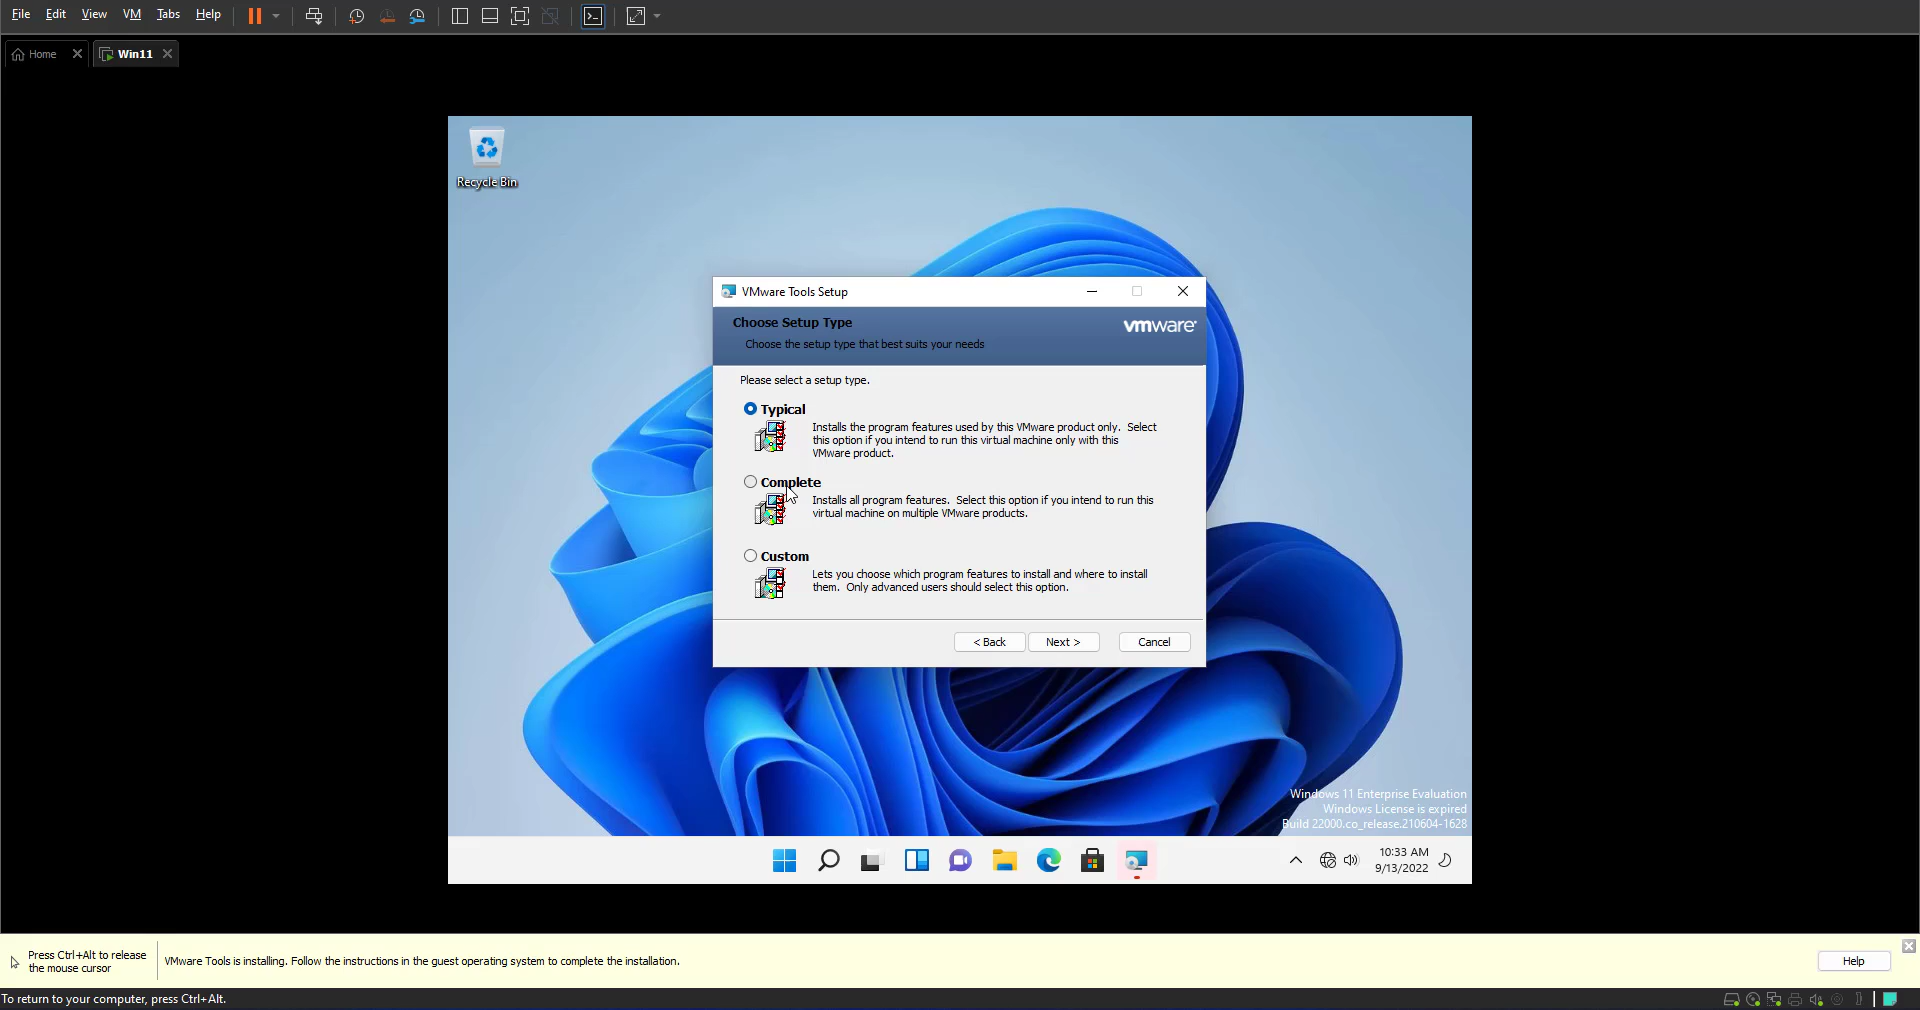 File Edit View VM Tabs Help
Home
Win11
Recycle Bin
VMware Tools Setup
Choose Setup Type
vmware
Choose the setup type that best suits your needs
Please select a setup type.
Typical
Installs the program features used by this VMware product only. Select
this option if you intend to run this virtual machine only with this
VMware product.
Complete
Installs all program features. Select this option if you intend to run this
virtual machine on multiple VMware products.
Custom
Lets you choose which program features to install and where to install
them. Only advanced users should select this option.
< Back
Next >
Cancel
Windows 11 Enterprise Evaluation
Windows License is expired
Build 22000.co_release.210604-1628
10:33 AM
9/13/2022
Press Ctrl+Alt to release
the mouse cursor
VMware Tools is installing. Follow the instructions in the guest operating system to complete the installation.
Help
To return to your computer, press Ctrl+Alt.